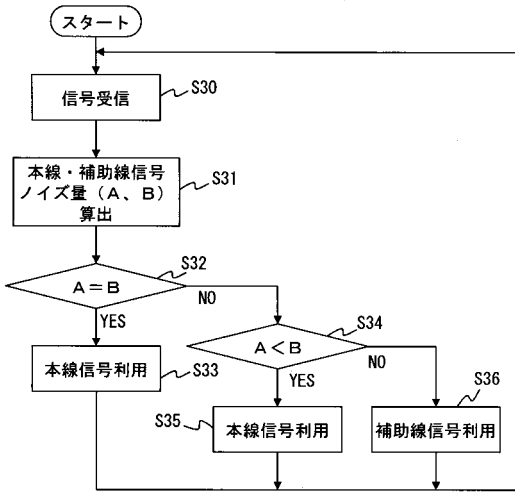 スタート
信号受信
S30
本線・補助線信号
ノイズ量（A、B）
算出
S31
A＝B
S32
NO
YES
本線信号利用
S33
A＜B
S34
NO
YES
本線信号利用
S35
補助線信号利用
S36